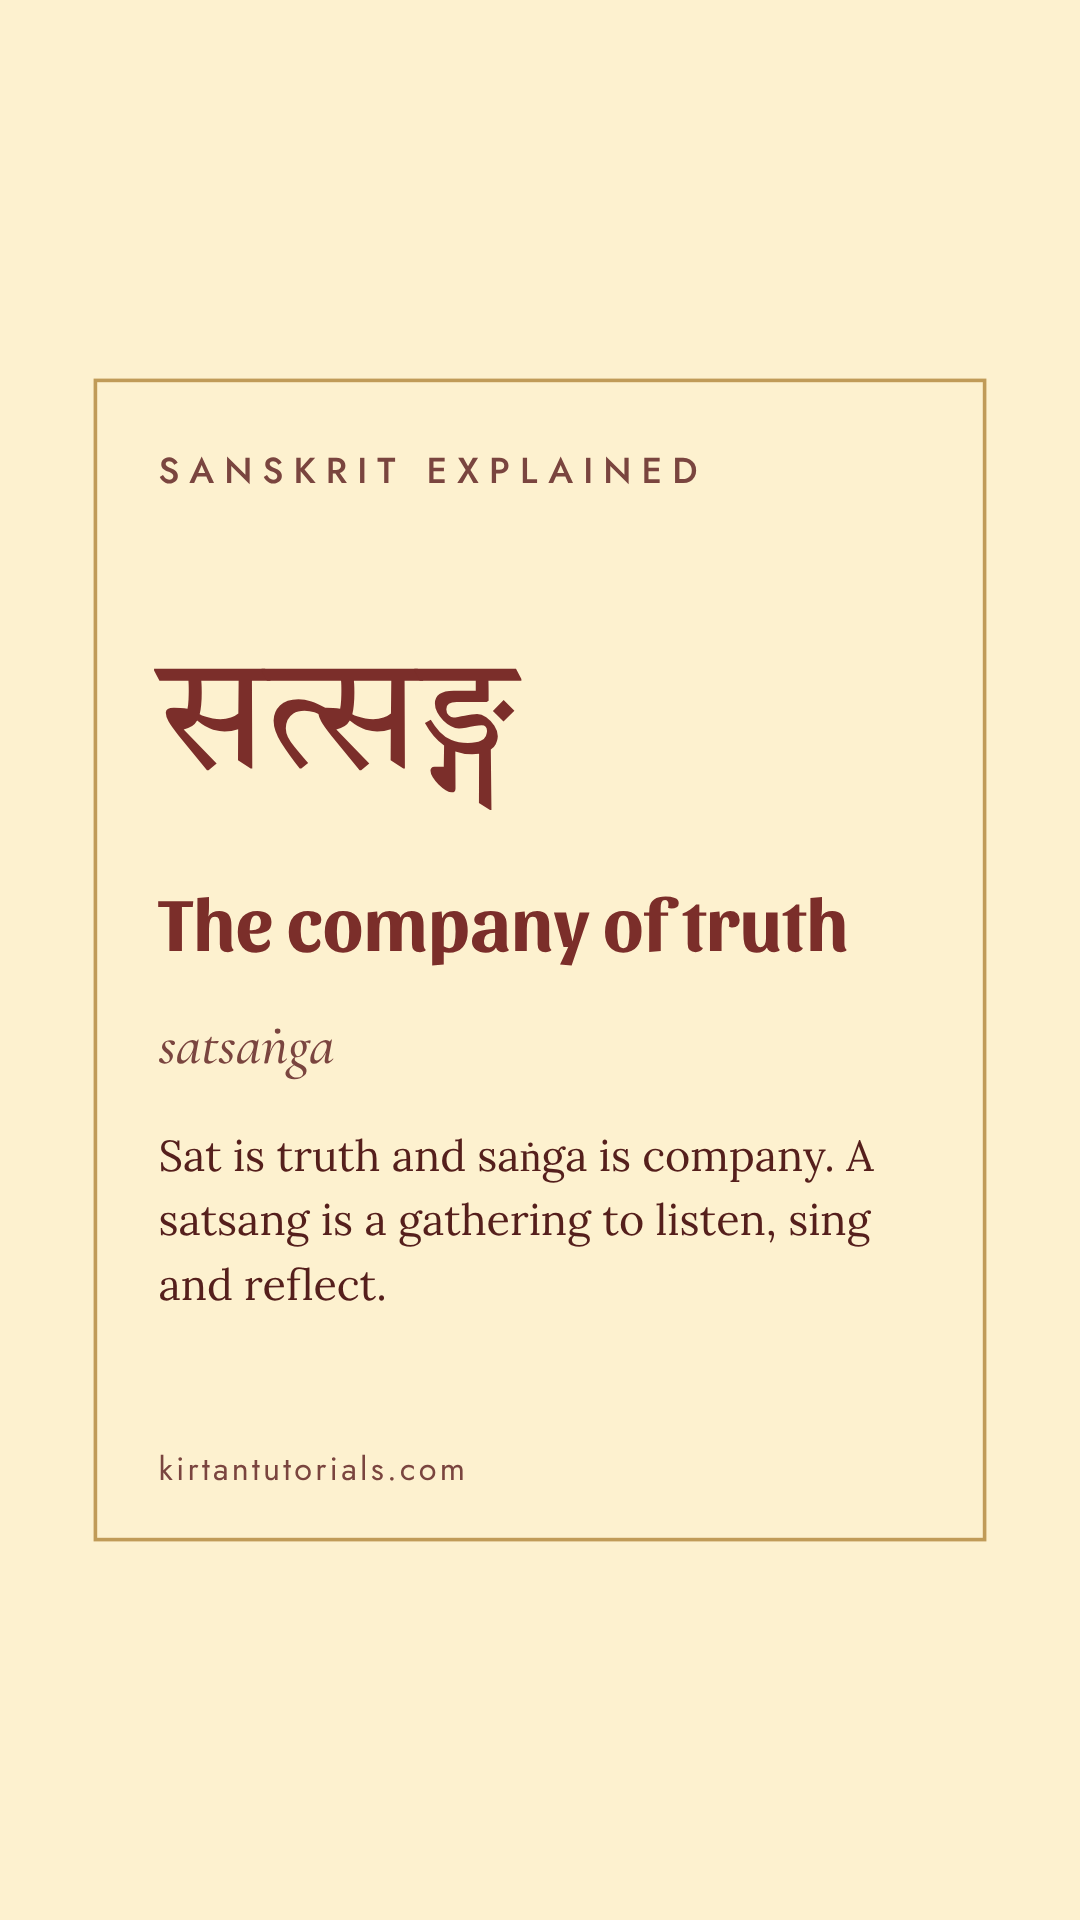 SANSKRIT EXPLAINED
सत्सङ्ग
The company of truth
satsaṅga
Sat is truth and saṅga is company. A
satsang is a gathering to listen, sing
and reflect.
kirtantutorials.com